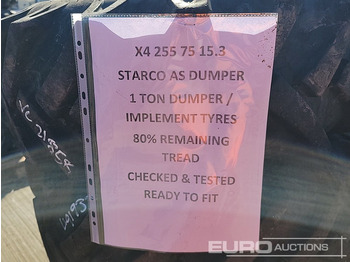 X4 255 75 15.3
STARCO AS DUMPER
1 TON DUMPER /
IMPLEMENT TYRES
80% REMAINING
TREAD
CHECKED & TESTED
READY TO FIT
EURO AUCTIONS